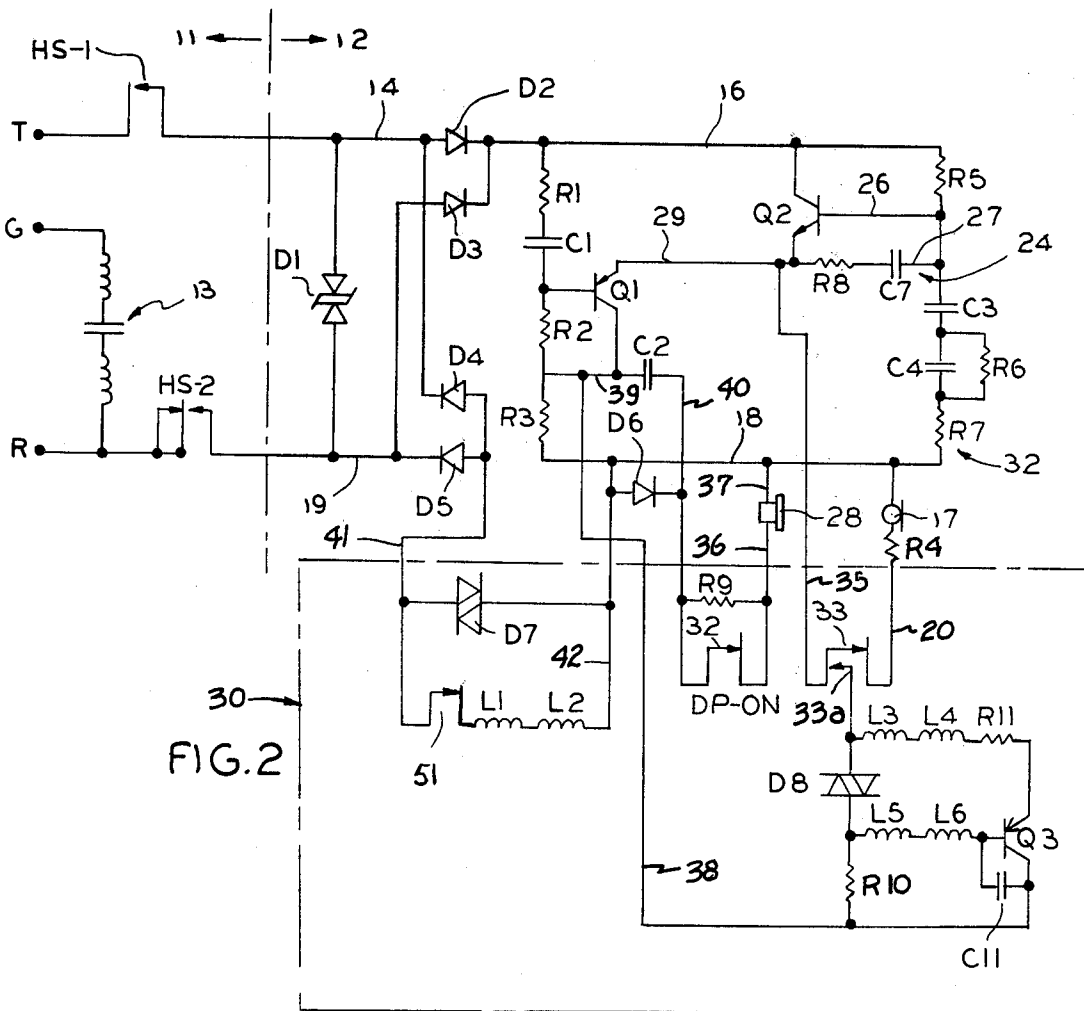 11 12
HS-1
14 D2 16
T
R1 D3 Q2 26 R5
G 29 27
C1 24
D1 13 Q1 R8 C7 C3
R2 C2
HS-2 D4 39 40 C4 R6
R3 D6 18 R7
R 32
19 D5 37 28 17
41 36 R4
35
R9 33
D7 32 20
42
30 DP-ON 33a
L1 L2 L3 L4 R11
FIG.2 51
D8
L5 L6
Q3
38 R10
C11